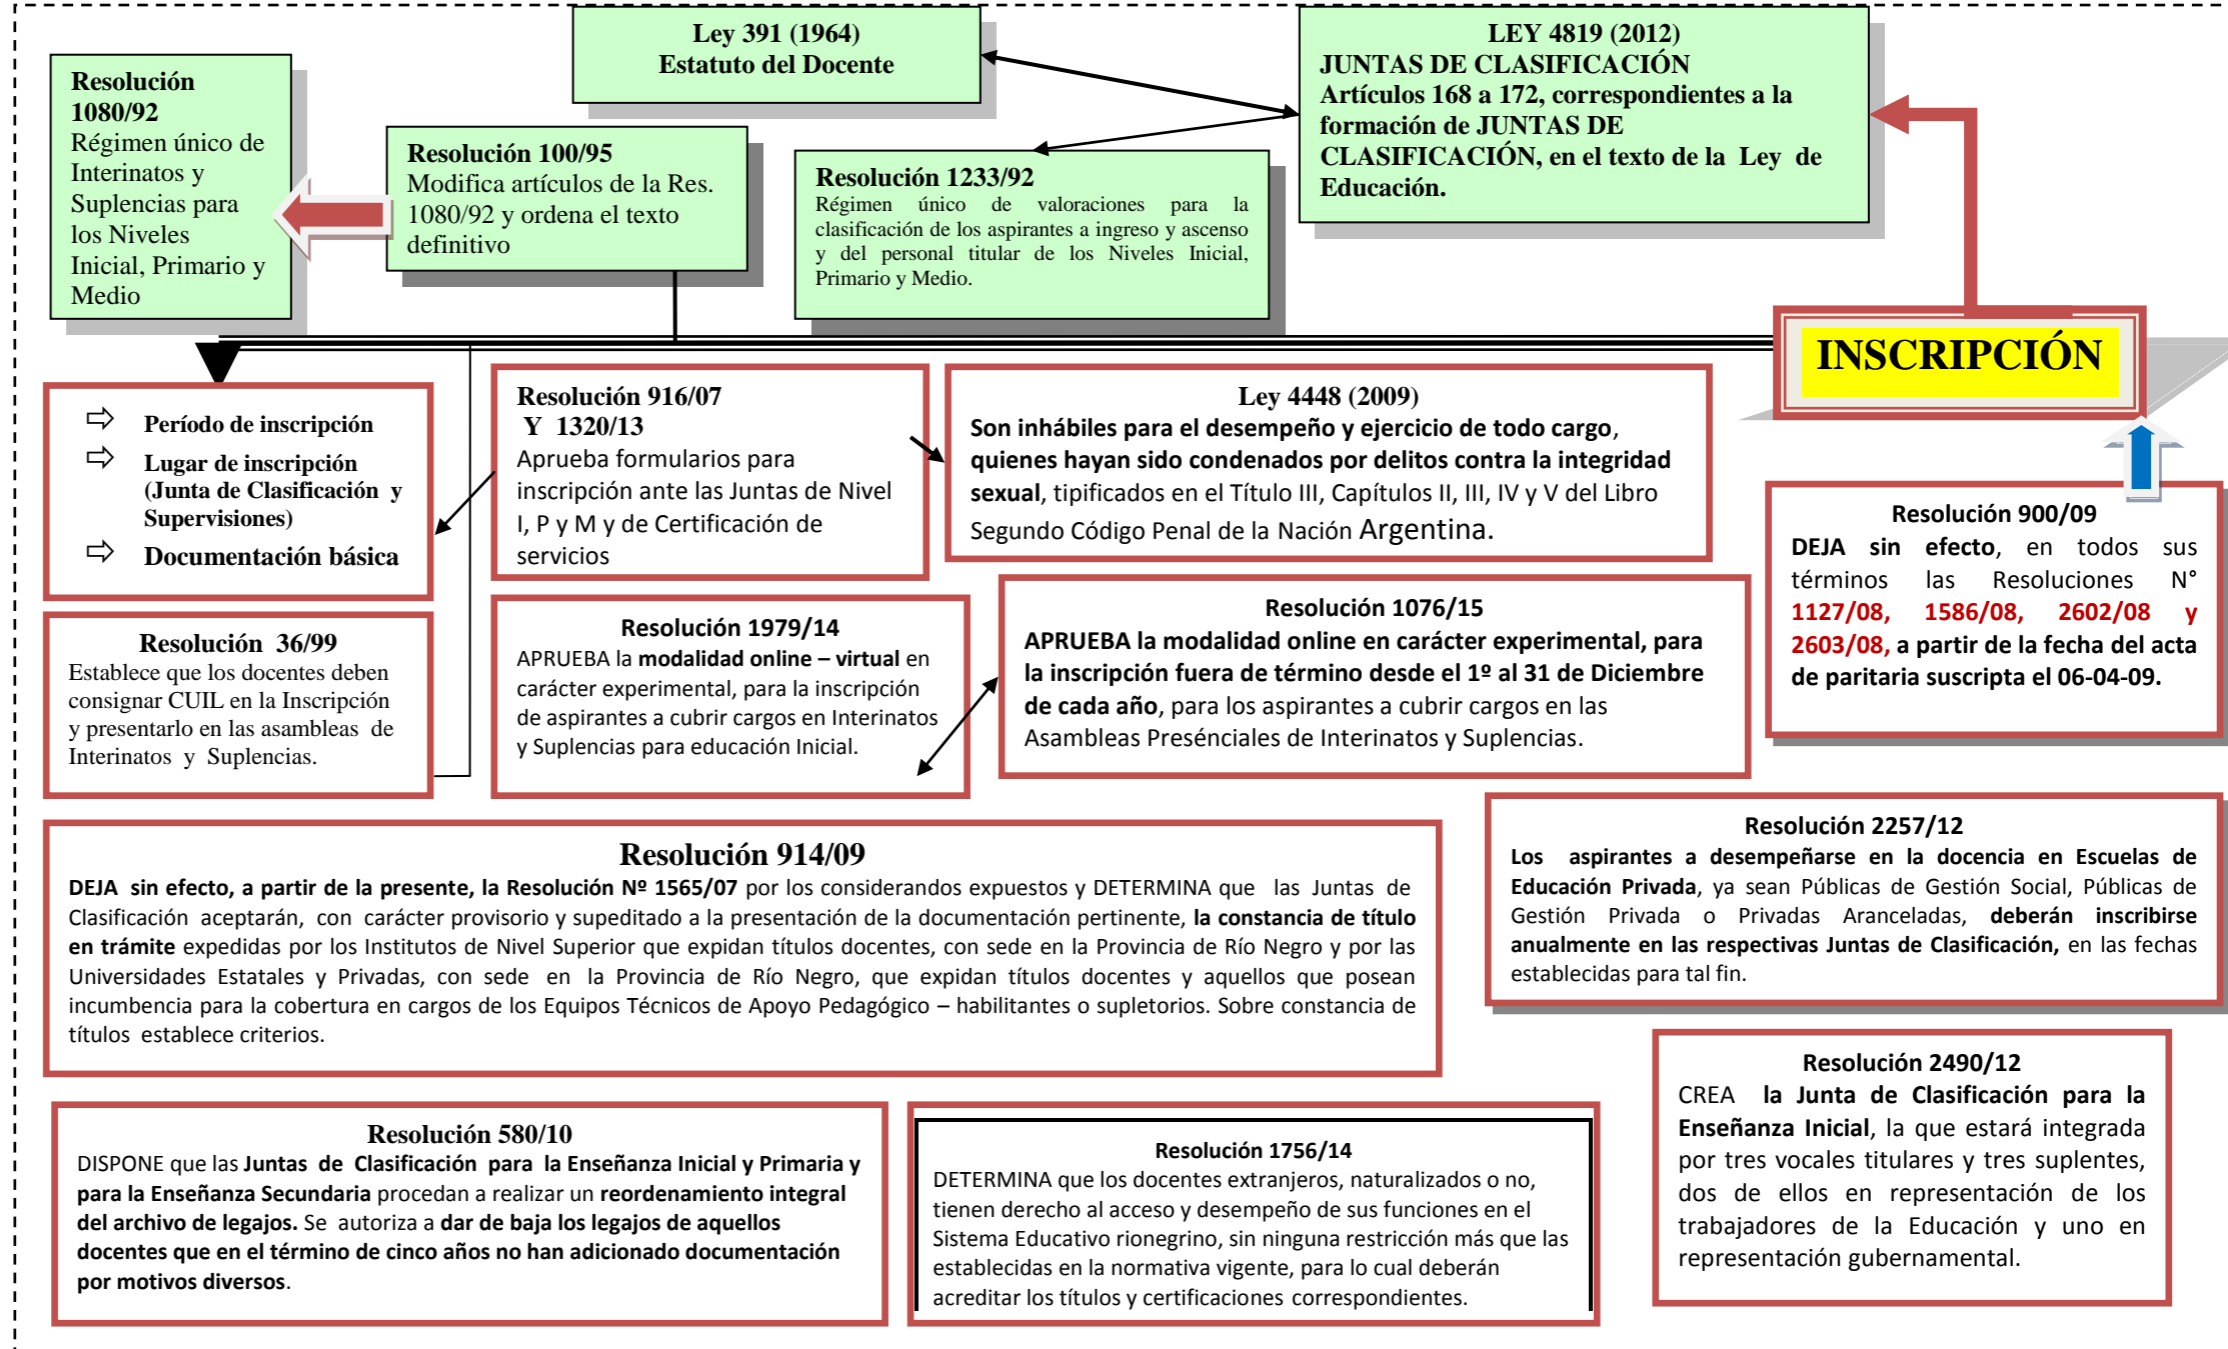 Ley 391 (1964)
Estatuto del Docente
LEY 4819 (2012)
JUNTAS DE CLASIFICACIÓN
Artículos 168 a 172, correspondientes a la
formación de JUNTAS DE
CLASIFICACIÓN, en el texto de la Ley de
Educación.
Resolución
1080/92
Régimen único de
Interinatos y
Suplencias para
los Niveles
Inicial, Primario y
Medio
Resolución 100/95
Modifica artículos de la Res.
1080/92 y ordena el texto
definitivo
Resolución 1233/92
Régimen único de valoraciones para la
clasificación de los aspirantes a ingreso y ascenso
y del personal titular de los Niveles Inicial,
Primario y Medio.
INSCRIPCIÓN
⇨ Período de inscripción
⇨ Lugar de inscripción
(Junta de Clasificación y
Supervisiones)
⇨ Documentación básica
Resolución 916/07
Y 1320/13
Aprueba formularios para
inscripción ante las Juntas de Nivel
I, P y M y de Certificación de
servicios
Ley 4448 (2009)
Son inhábiles para el desempeño y ejercicio de todo cargo,
quienes hayan sido condenados por delitos contra la integridad
sexual, tipificados en el Título III, Capítulos II, III, IV y V del Libro
Segundo Código Penal de la Nación Argentina.
Resolución 900/09
DEJA sin efecto, en todos sus
términos las Resoluciones N°
1127/08, 1586/08, 2602/08 y
2603/08, a partir de la fecha del acta
de paritaria suscripta el 06-04-09.
Resolución 36/99
Establece que los docentes deben
consignar CUIL en la Inscripción
y presentarlo en las asambleas de
Interinatos y Suplencias.
Resolución 1979/14
APRUEBA la modalidad online – virtual en
carácter experimental, para la inscripción
de aspirantes a cubrir cargos en Interinatos
y Suplencias para educación Inicial.
Resolución 1076/15
APRUEBA la modalidad online en carácter experimental, para
la inscripción fuera de término desde el 1º al 31 de Diciembre
de cada año, para los aspirantes a cubrir cargos en las
Asambleas Presénciales de Interinatos y Suplencias.
Resolución 914/09
DEJA sin efecto, a partir de la presente, la Resolución Nº 1565/07 por los considerandos expuestos y DETERMINA que las Juntas de
Clasificación aceptarán, con carácter provisorio y supeditado a la presentación de la documentación pertinente, la constancia de título
en trámite expedidas por los Institutos de Nivel Superior que expidan títulos docentes, con sede en la Provincia de Río Negro y por las
Universidades Estatales y Privadas, con sede en la Provincia de Río Negro, que expidan títulos docentes y aquellos que posean
incumbencia para la cobertura en cargos de los Equipos Técnicos de Apoyo Pedagógico – habilitantes o supletorios. Sobre constancia de
títulos establece criterios.
Resolución 2257/12
Los aspirantes a desempeñarse en la docencia en Escuelas de
Educación Privada, ya sean Públicas de Gestión Social, Públicas de
Gestión Privada o Privadas Aranceladas, deberán inscribirse
anualmente en las respectivas Juntas de Clasificación, en las fechas
establecidas para tal fin.
Resolución 580/10
DISPONE que las Juntas de Clasificación para la Enseñanza Inicial y Primaria y
para la Enseñanza Secundaria procedan a realizar un reordenamiento integral
del archivo de legajos. Se autoriza a dar de baja los legajos de aquellos
docentes que en el término de cinco años no han adicionado documentación
por motivos diversos.
Resolución 1756/14
DETERMINA que los docentes extranjeros, naturalizados o no,
tienen derecho al acceso y desempeño de sus funciones en el
Sistema Educativo rionegrino, sin ninguna restricción más que las
establecidas en la normativa vigente, para lo cual deberán
acreditar los títulos y certificaciones correspondientes.
Resolución 2490/12
CREA la Junta de Clasificación para la
Enseñanza Inicial, la que estará integrada
por tres vocales titulares y tres suplentes,
dos de ellos en representación de los
trabajadores de la Educación y uno en
representación gubernamental.